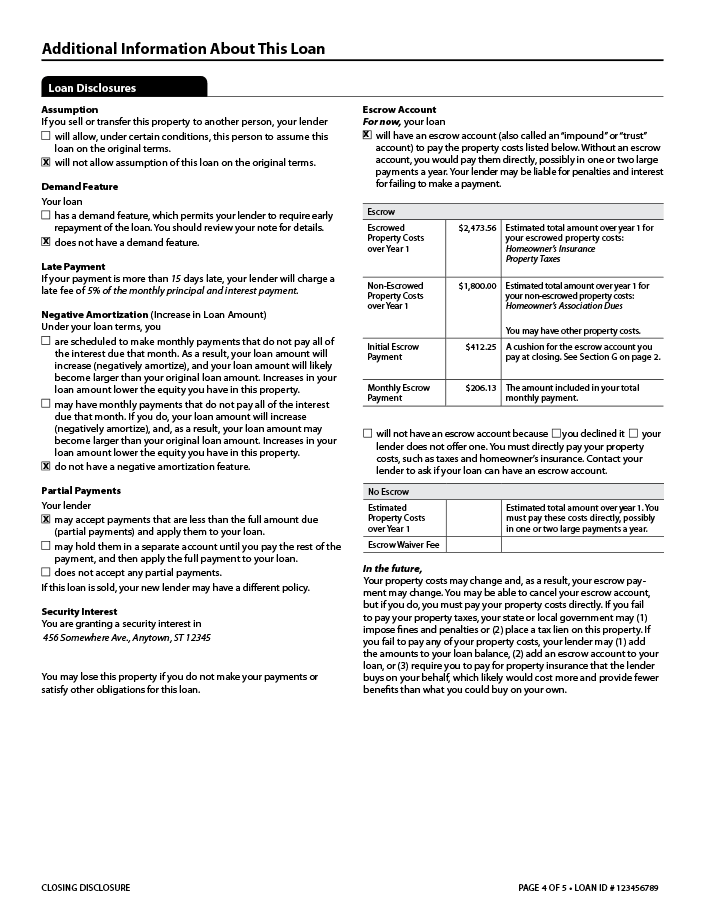 Additional Information About This Loan
Loan Disclosures
Assumption
If you sell or transfer this property to another person, your lender
☐ will allow, under certain conditions, this person to assume this
loan on the original terms.
☒ will not allow assumption of this loan on the original terms.
Demand Feature
Your loan
☐ has a demand feature, which permits your lender to require early
repayment of the loan. You should review your note for details.
☒ does not have a demand feature.
Late Payment
If your payment is more than 15 days late, your lender will charge a
late fee of 5% of the monthly principal and interest payment.
Negative Amortization (Increase in Loan Amount)
Under your loan terms, you
☐ are scheduled to make monthly payments that do not pay all of
the interest due that month. As a result, your loan amount will
increase (negatively amortize), and your loan amount will likely
become larger than your original loan amount. Increases in your
loan amount lower the equity you have in this property.
☐ may have monthly payments that do not pay all of the interest
due that month. If you do, your loan amount will increase
(negatively amortize), and, as a result, your loan amount may
become larger than your original loan amount. Increases in your
loan amount lower the equity you have in this property.
☒ do not have a negative amortization feature.
Partial Payments
Your lender
☒ may accept payments that are less than the full amount due
(partial payments) and apply them to your loan.
☐ may hold them in a separate account until you pay the rest of the
payment, and then apply the full payment to your loan.
☐ does not accept any partial payments.
If this loan is sold, your new lender may have a different policy.
Security Interest
You are granting a security interest in
456 Somewhere Ave., Anytown, ST 12345
You may lose this property if you do not make your payments or
satisfy other obligations for this loan.
Escrow Account
For now, your loan
☒ will have an escrow account (also called an “impound” or “trust”
account) to pay the property costs listed below. Without an escrow
account, you would pay them directly, possibly in one or two large
payments a year. Your lender may be liable for penalties and interest
for failing to make a payment.
Escrow
Escrowed $2,473.56 Estimated total amount over year 1 for
Property Costs your escrowed property costs:
over Year 1 Homeowner’s Insurance
Property Taxes
Non-Escrowed $1,800.00 Estimated total amount over year 1 for
Property Costs your non-escrowed property costs:
over Year 1 Homeowner’s Association Dues
You may have other property costs.
Initial Escrow $412.25 A cushion for the escrow account you
Payment pay at closing. See Section G on page 2.
Monthly Escrow $206.13 The amount included in your total
Payment monthly payment.
☐ will not have an escrow account because ☐ you declined it ☐ your
lender does not offer one. You must directly pay your property
costs, such as taxes and homeowner’s insurance. Contact your
lender to ask if your loan can have an escrow account.
No Escrow
Estimated Estimated total amount over year 1. You
Property Costs must pay these costs directly, possibly
over Year 1 in one or two large payments a year.
Escrow Waiver Fee
In the future,
Your property costs may change and, as a result, your escrow pay-
ment may change. You may be able to cancel your escrow account,
but if you do, you must pay your property costs directly. If you fail
to pay your property taxes, your state or local government may (1)
impose fines and penalties or (2) place a tax lien on this property. If
you fail to pay any of your property costs, your lender may (1) add
the amounts to your loan balance, (2) add an escrow account to your
loan, or (3) require you to pay for property insurance that the lender
buys on your behalf, which likely would cost more and provide fewer
benefits than what you could buy on your own.
CLOSING DISCLOSURE
PAGE 4 OF 5 • LOAN ID # 123456789